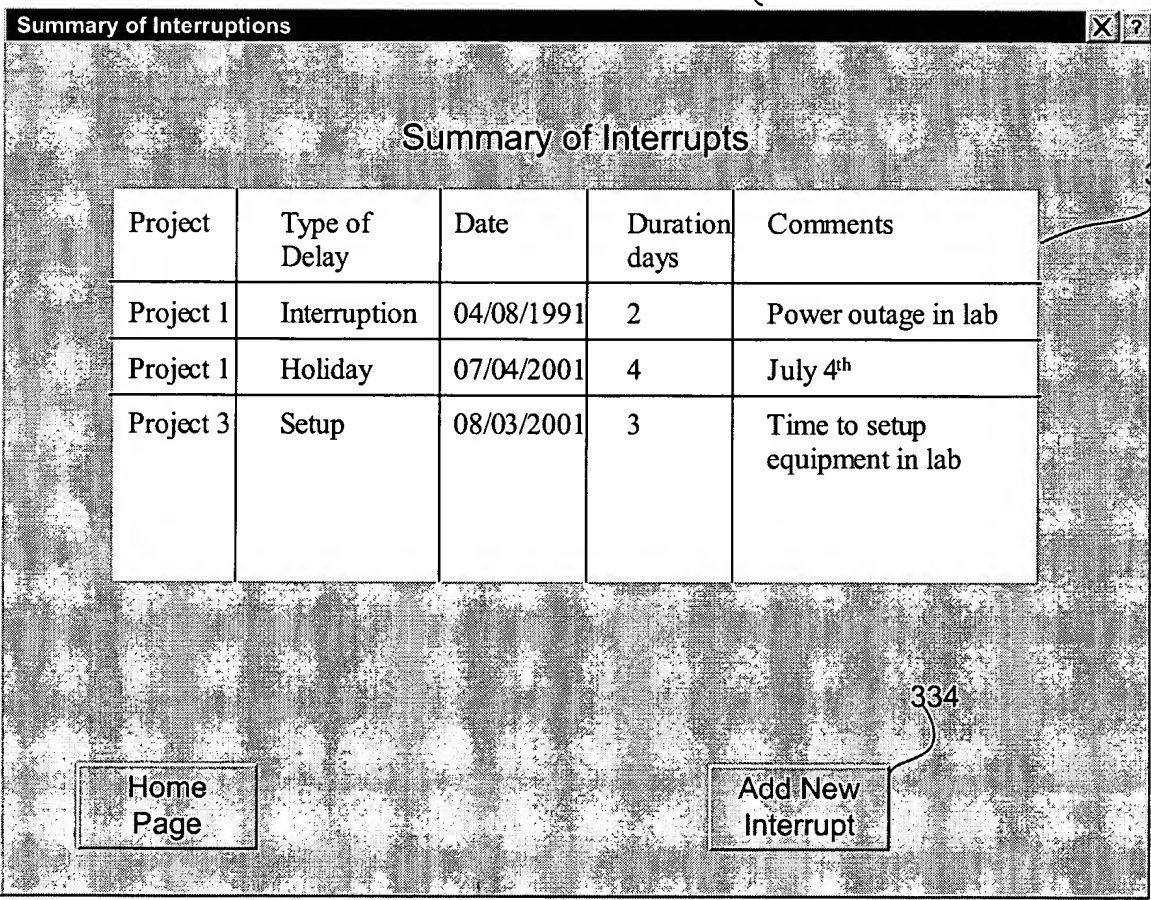 Summary of Interruptions X ?
Summary of Interrupts
Project Type of Delay Date Duration days Comments
Project 1 Interruption 04/08/1991 2 Power outage in lab
Project 1 Holiday 07/04/2001 4 July 4th
Project 3 Setup 08/03/2001 3 Time to setup
equipment in lab
334
Home Add New
Page Interrupt